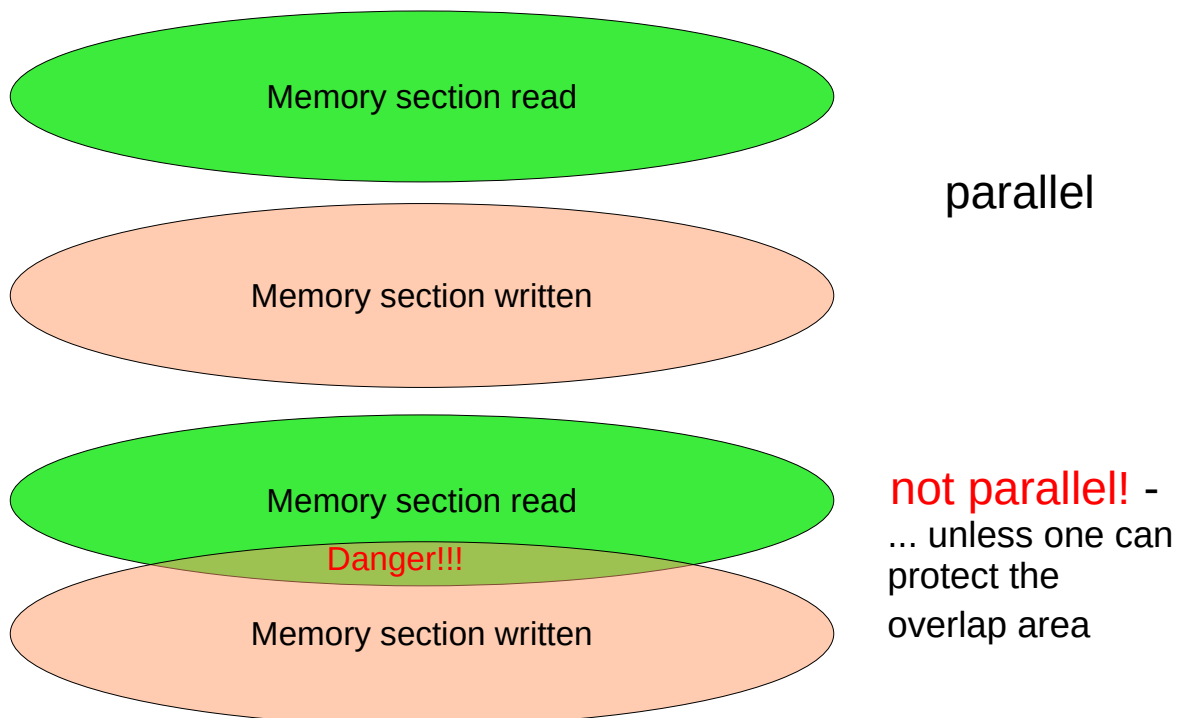 Memory section read
parallel
Memory section written
Memory section read
not parallel! -
... unless one can
Danger!!!
protect the
overlap area
Memory section written